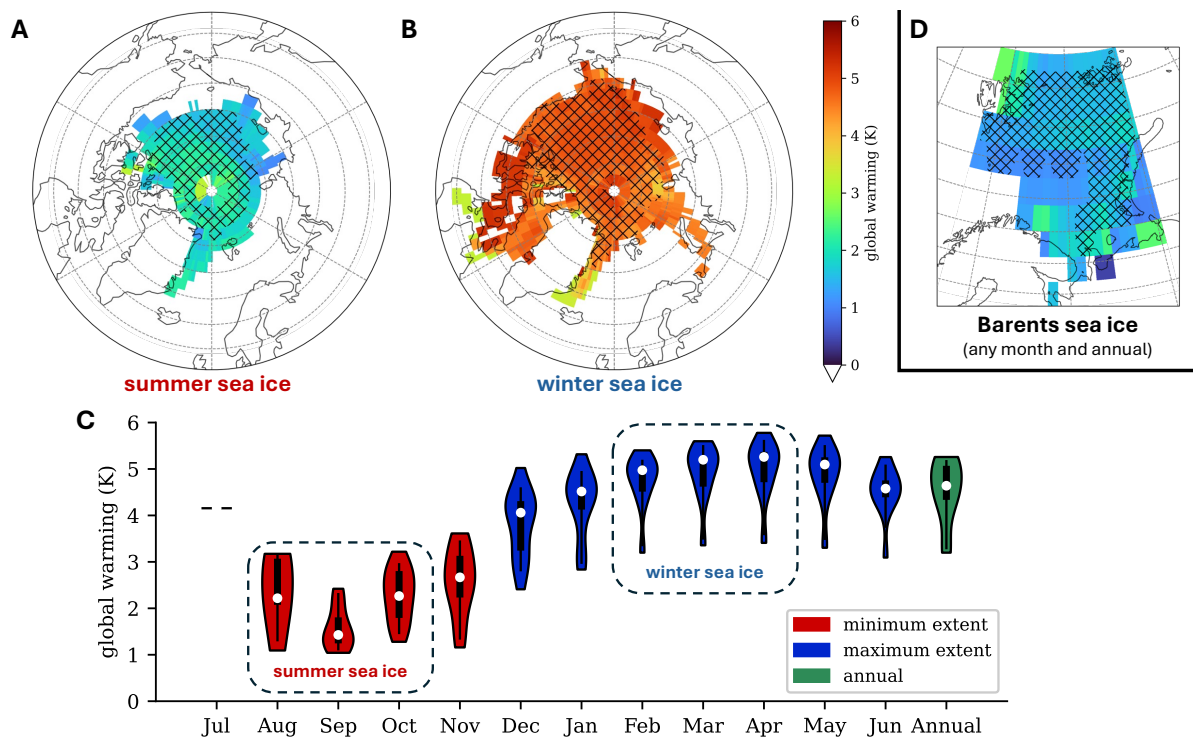 A
B
D
summer sea ice
winter sea ice
6
5
4
3
2
1
0
global warming (K)
Barents sea ice
(any month and annual)
C
global warming (K)
6
5
4
3
2
1
0
summer sea ice
winter sea ice
minimum extent
maximum extent
annual
Jul Aug Sep Oct Nov Dec Jan Feb Mar Apr May Jun Annual